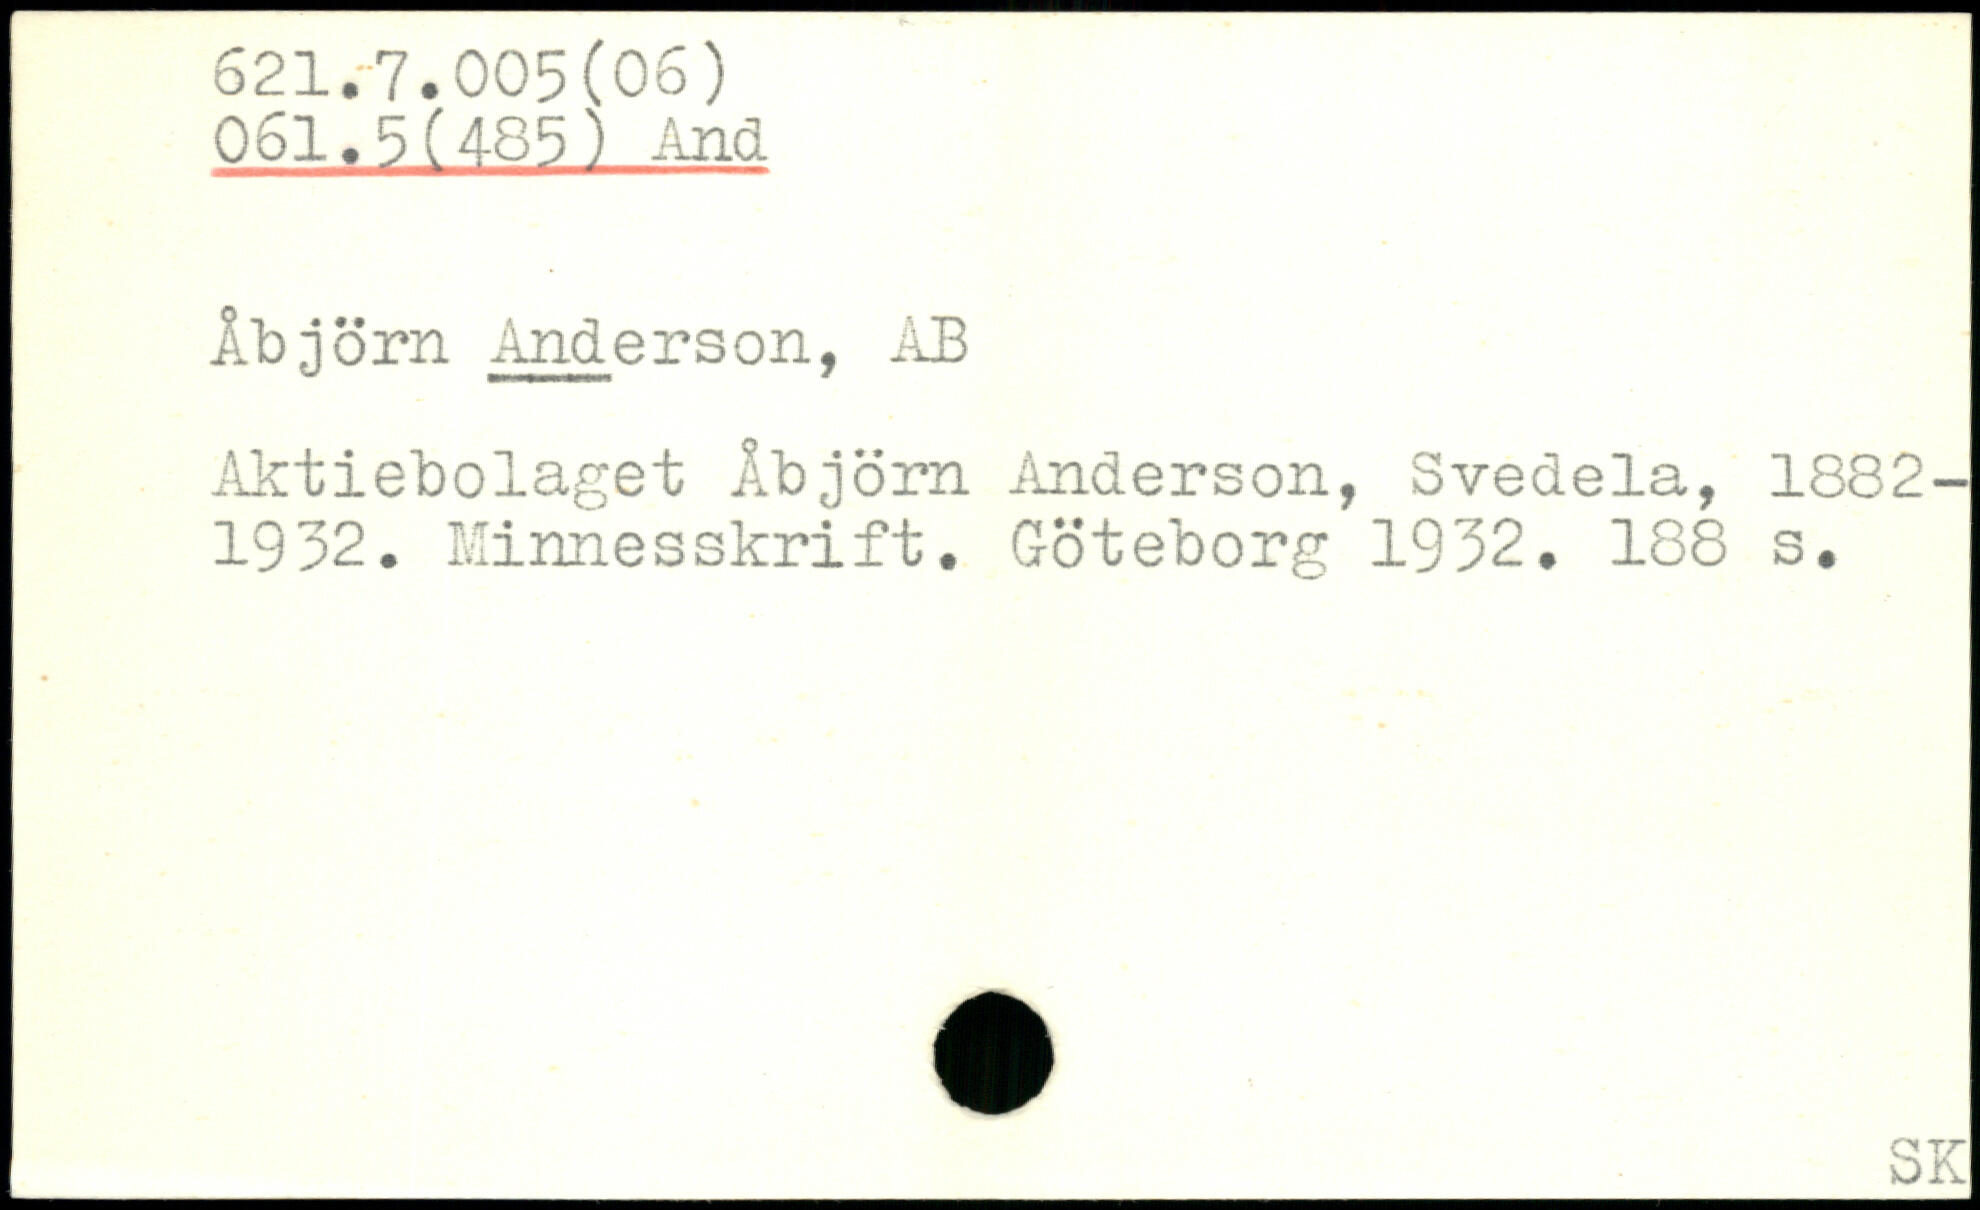 621.7.005(06)
061.5(485) And
Åbjörn Anderson, AB
Aktiebolaget Åbjörn Anderson, Svedela, 1882-
1932. Minnesskrift. Göteborg 1932. 188 s.
SK